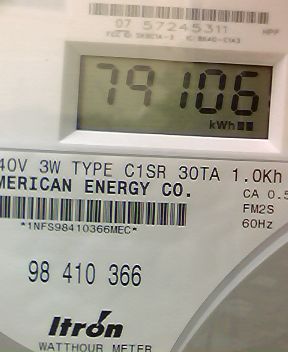 07 57245311
79106
kWh
40V 3W TYPE C1SR 30TA 1.0Kh
MERICAN ENERGY CO.
CA 0.5
FM2S
60Hz
*1NFS98410366MEC*
98 410 366
Itron
WATTHOUR METER